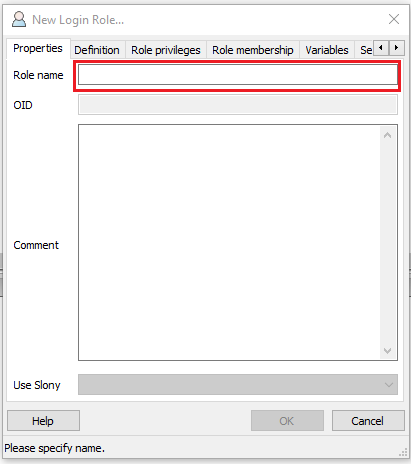 New Login Role...
Properties Definition Role privileges Role membership Variables Se
Role name
OID
Comment
Use Slony
Help OK Cancel
Please specify name.